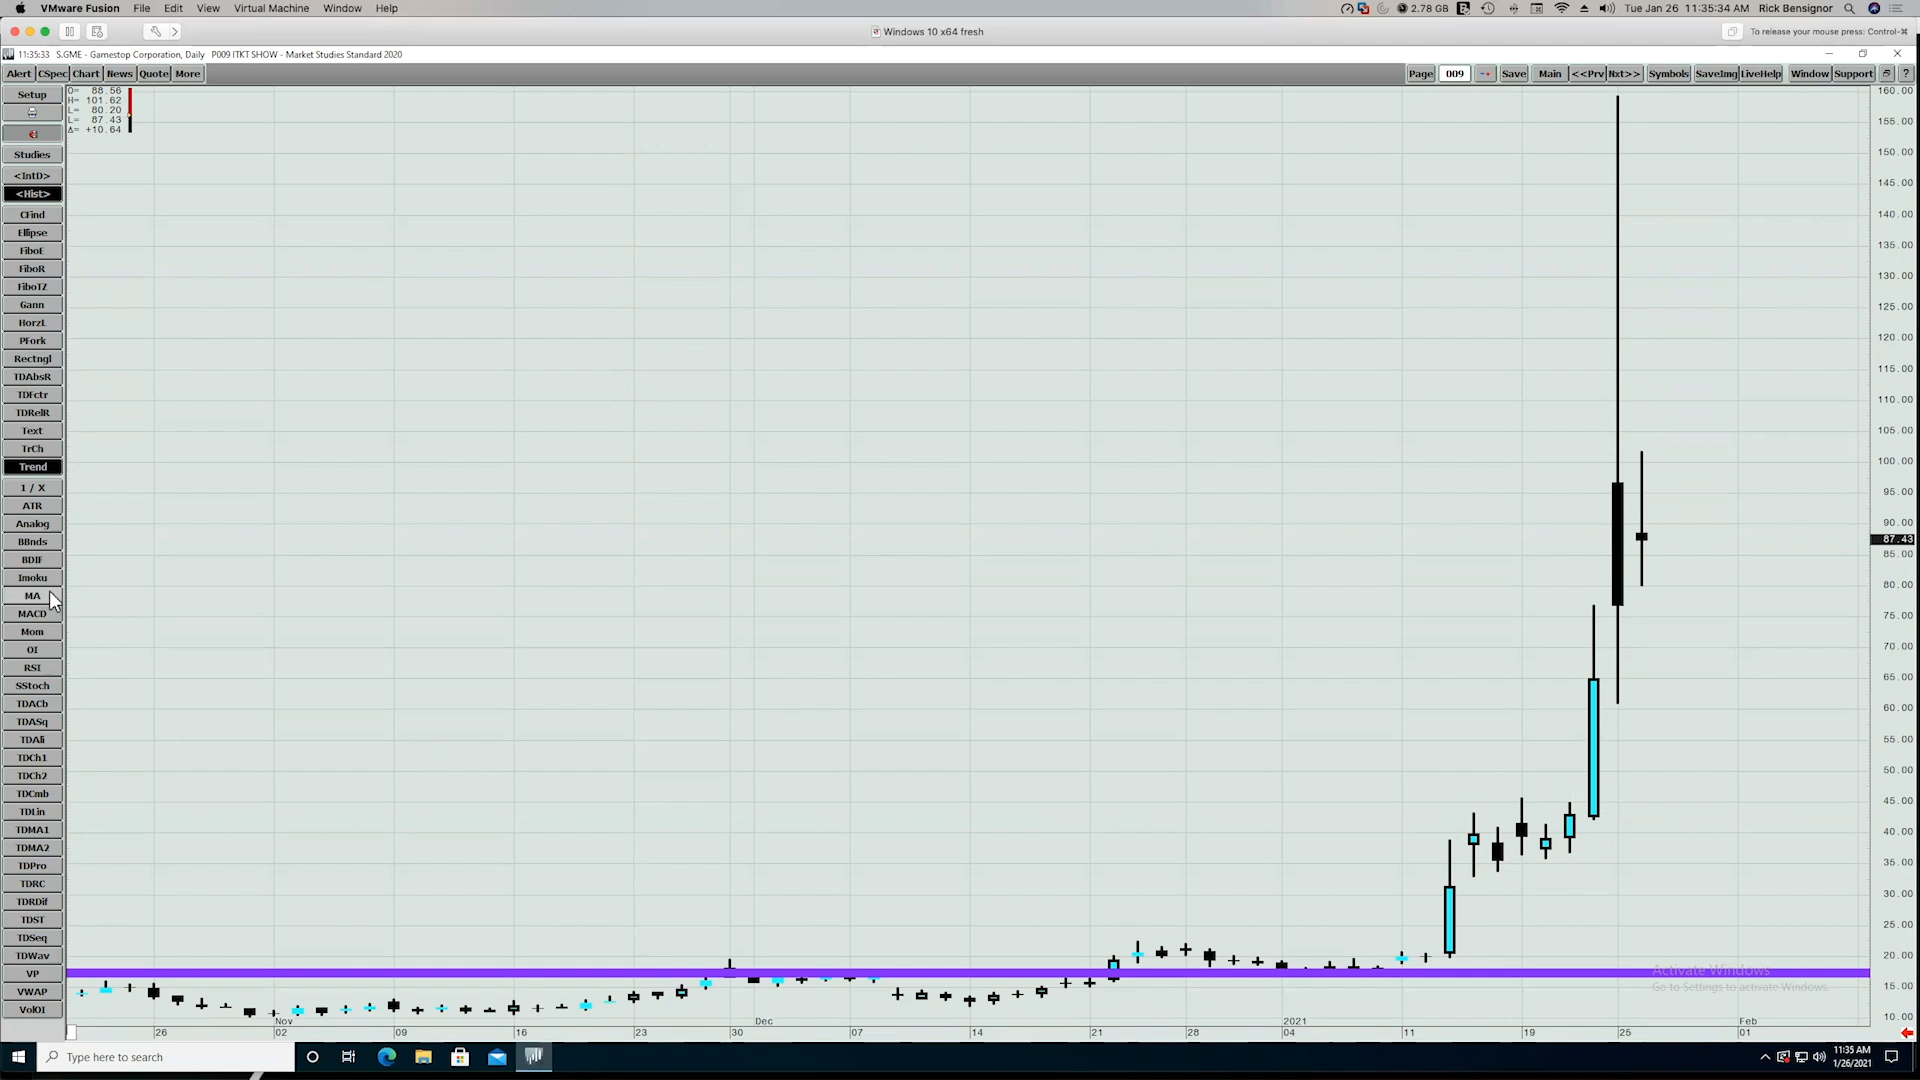 VMware Fusion File Edit View Virtual Machine Window Help 2.78 GB Tue Jan 26 11:35:34 AM Rick Bensignor
Windows 10 x64 fresh To release your mouse press: Control-⌘
11:35:33 S.GME - Gamestop Corporation, Daily P009 ITKT SHOW - Market Studies Standard 2020
Alert CSpec Chart News Quote More Page 009 Save Main <<Prv Nxt>> Symbols SaveImg LiveHelp Window Support ?
Setup
Studies
<IntD>
<Hist>
CFind
Ellipse
FiboE
FiboR
FiboTZ
Gann
HorzL
PFork
Rectngl
TDAbsR
TDFctr
TDRelR
Text
TrCh
Trend
1 / X
ATR
Analog
BBnds
BDIF
Imoku
MA
MACD
Mom
OI
RSI
SStoch
TDACb
TDASq
TDAli
TDCh1
TDCh2
TDCmb
TDLin
TDMA1
TDMA2
TDPro
TDRC
TDRDif
TDST
TDSeq
TDWav
VP
VWAP
VolOI
O= 88.56
H= 101.62
L= 80.20
L= 87.43
Δ= +10.64
160.00
155.00
150.00
145.00
140.00
135.00
130.00
125.00
120.00
115.00
110.00
105.00
100.00
95.00
90.00
87.43
85.00
80.00
75.00
70.00
65.00
60.00
55.00
50.00
45.00
40.00
35.00
30.00
25.00
20.00
15.00
10.00
Activate Windows
Go to Settings to activate Windows.
Nov Dec 2021 Feb
26 02 09 16 23 30 07 14 21 28 04 11 19 25 01
Type here to search
11:35 AM
1/26/2021